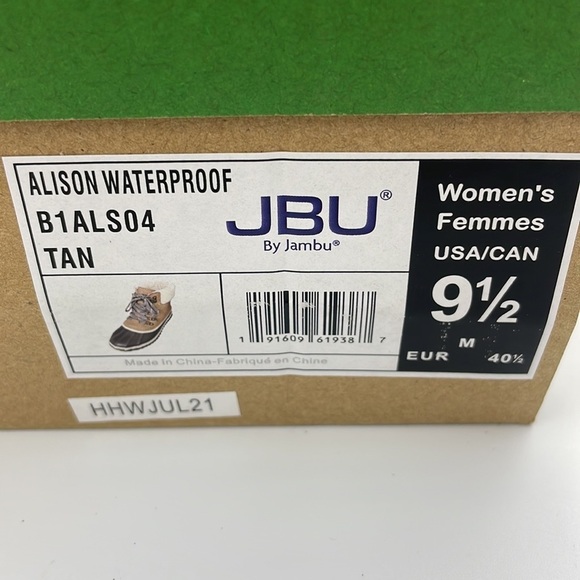 ALISON WATERPROOF
B1ALS04
TAN
JBU®
By Jambu®
Women's
Femmes
USA/CAN
9½
M
EUR 40½
1 91609 61938 7
Made in China-Fabriqué en Chine
HHWJUL21